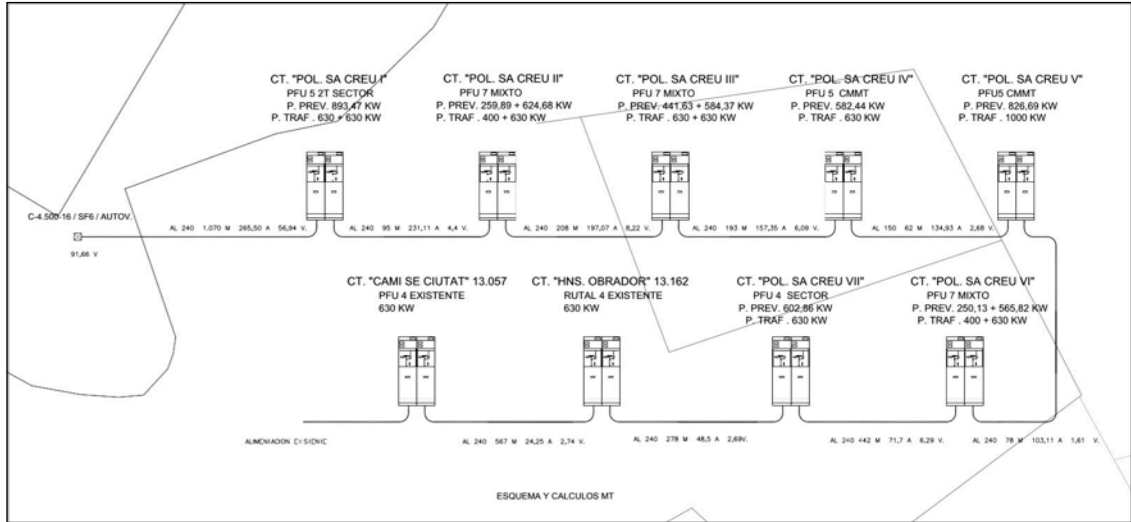 CT. "POL. SA CREU I"
PFU 5 2T SECTOR
P. PREV. 893,47 KW
P. TRAF . 630 + 630 KW
CT. "POL. SA CREU II"
PFU 7 MIXTO
P. PREV. 259,89 + 624,68 KW
P. TRAF . 400 + 630 KW
CT. "POL. SA CREU III"
PFU 7 MIXTO
P. PREV. 441,63 + 584,37 KW
P. TRAF . 630 + 630 KW
CT. "POL. SA CREU IV"
PFU 5 CMMT
P. PREV. 582,44 KW
P. TRAF . 630 KW
CT. "POL. SA CREU V"
PFU5 CMMT
P. PREV. 826,69 KW
P. TRAF . 1000 KW
C-4.500-16 / SF6 / AUTOV.
91,66 V
AL 240 1.070 M 265,50 A 56,94 V.
AL 240 95 M 231,11 A 4,4 V.
AL 240 208 M 197,07 A 8,22 V.
AL 240 193 M 157,35 A 6,09 V.
AL 150 62 M 134,93 A 2,68 V.
CT. "CAMI SE CIUTAT" 13.057
PFU 4 EXISTENTE
630 KW
CT. "HNS. OBRADOR" 13.162
RUTAL 4 EXISTENTE
630 KW
CT. "POL. SA CREU VII"
PFU 4 SECTOR
P. PREV. 602,86 KW
P. TRAF . 630 KW
CT. "POL. SA CREU VI"
PFU 7 MIXTO
P. PREV. 250,13 + 565,82 KW
P. TRAF . 400 + 630 KW
AL 240 567 M 24,25 A 2,74 V.
AL 240 278 M 48,5 A 2,69V.
AL 240 442 M 71,7 A 6,29 V.
AL 240 78 M 103,11 A 1,61 V.
ESQUEMA Y CALCULOS MT